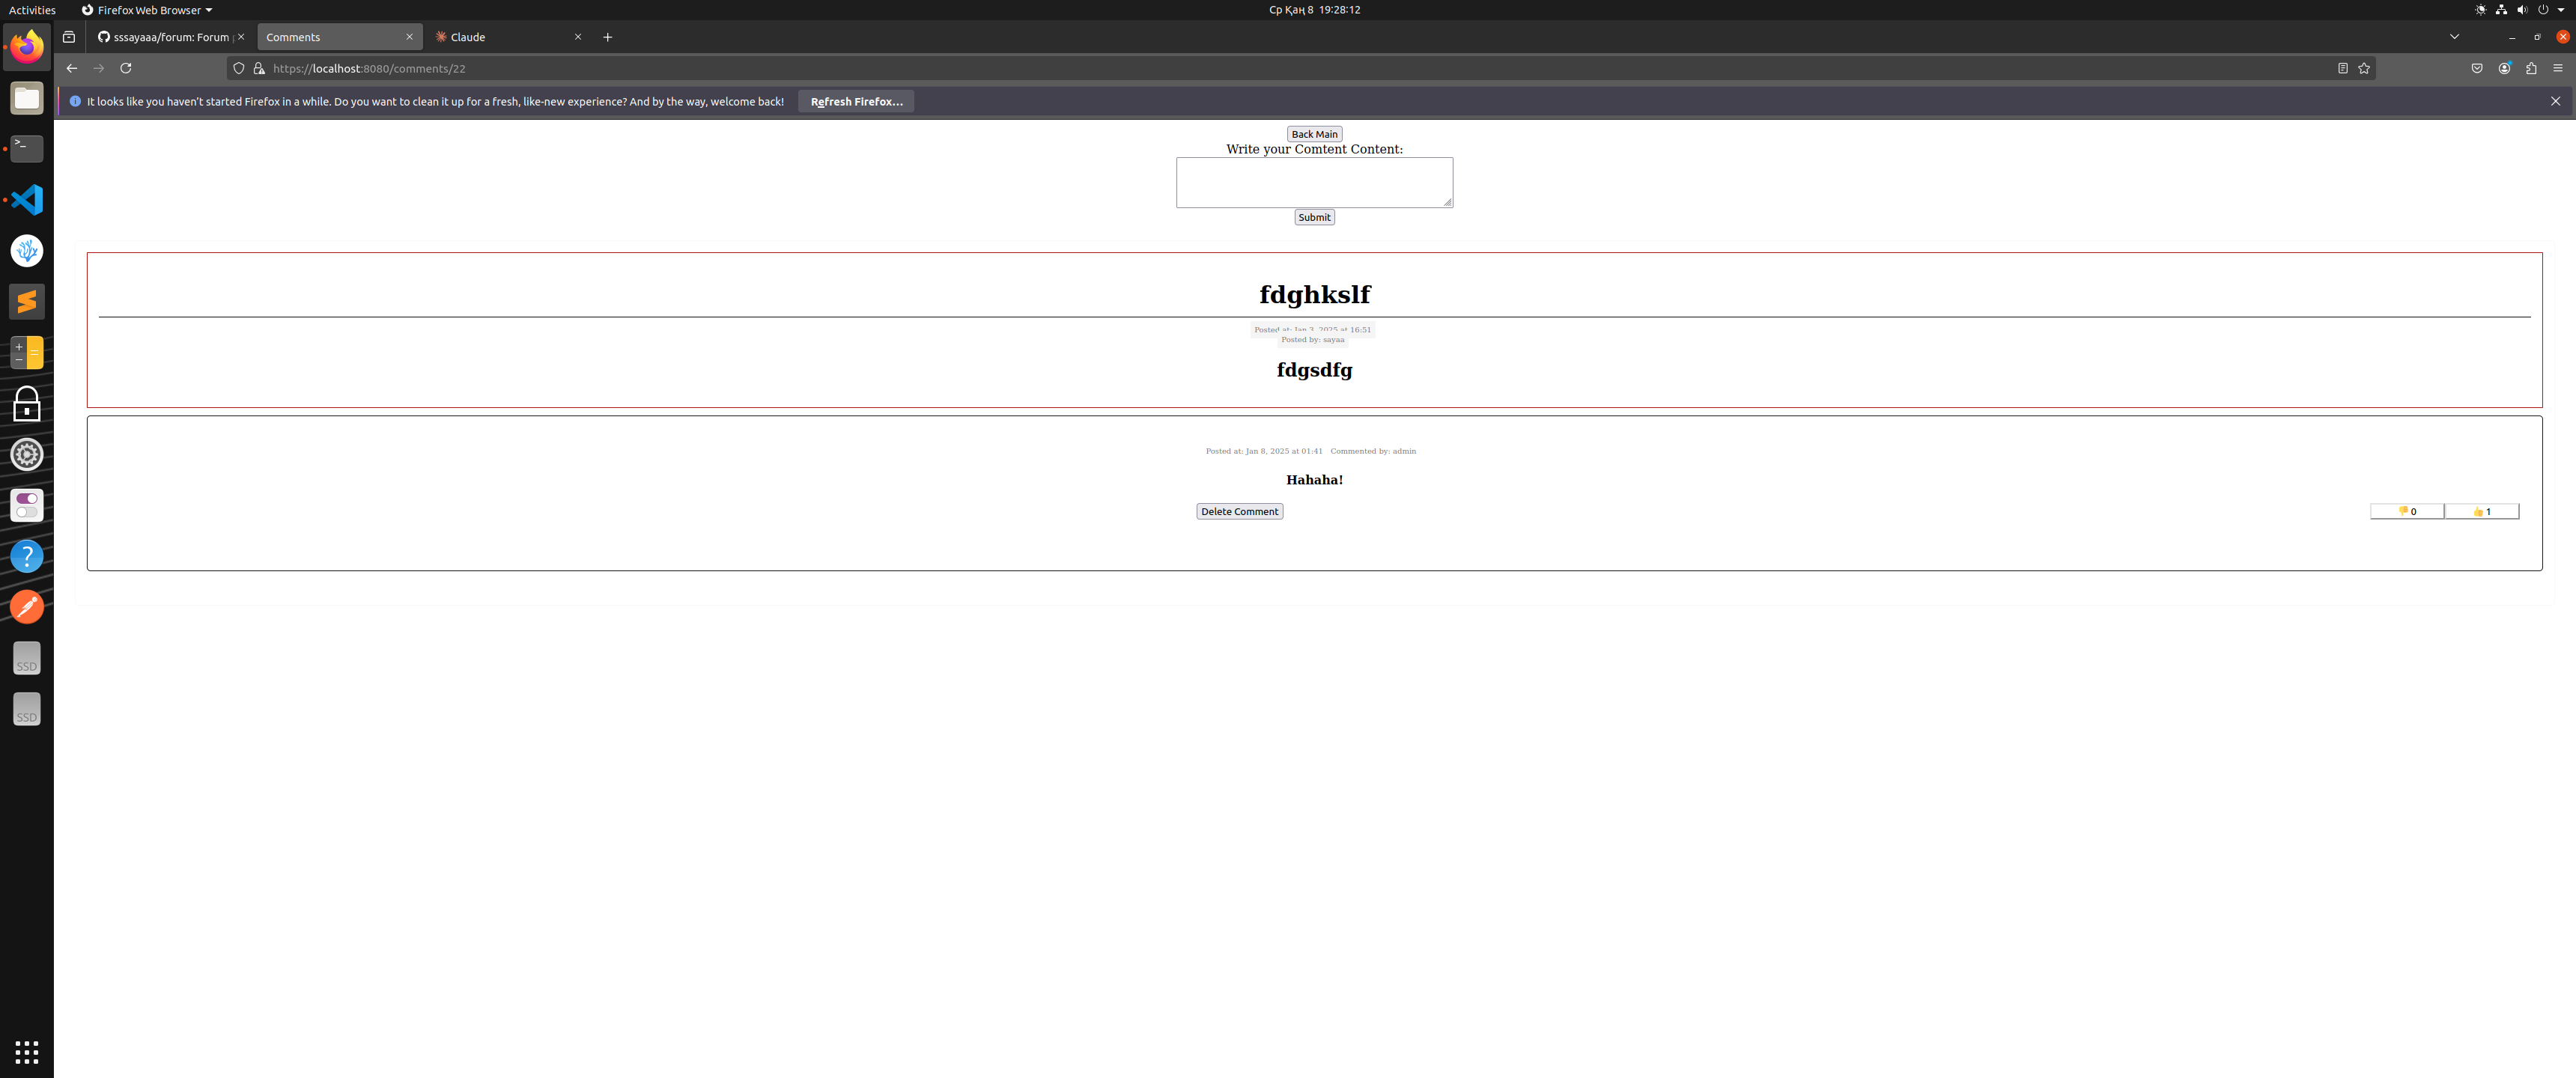 Activities
Firefox Web Browser
Ср Қаң 8 19:28:12
sssayaaa/forum: Forum
Comments
Claude
https://localhost:8080/comments/22
It looks like you haven't started Firefox in a while. Do you want to clean it up for a fresh, like-new experience? And by the way, welcome back!
Refresh Firefox...
Back Main
Write your Comtent Content:
Submit
fdghkslf
Posted at: Jan 3, 2025 at 16:51
Posted by: sayaa
fdgsdfg
Posted at: Jan 8, 2025 at 01:41 Commented by: admin
Hahaha!
Delete Comment
👎 0
👍 1
SSD
SSD